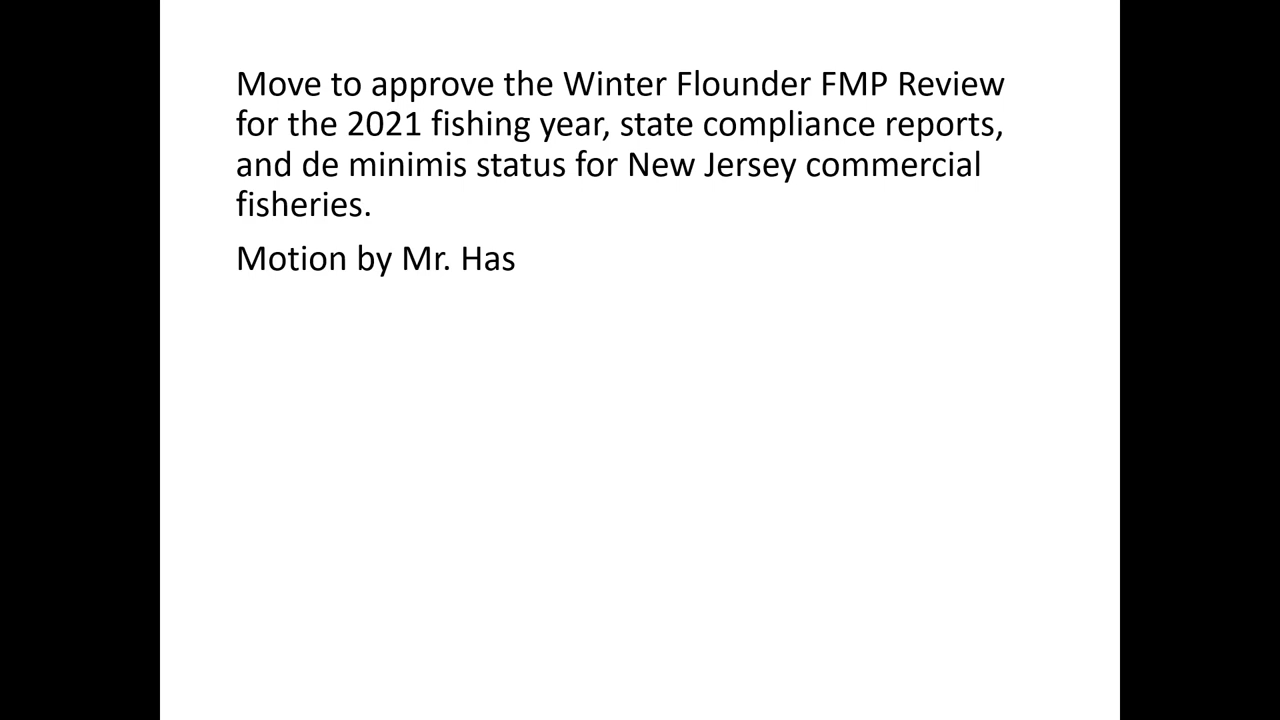 Move to approve the Winter Flounder FMP Review
for the 2021 fishing year, state compliance reports,
and de minimis status for New Jersey commercial
fisheries.
Motion by Mr. Has